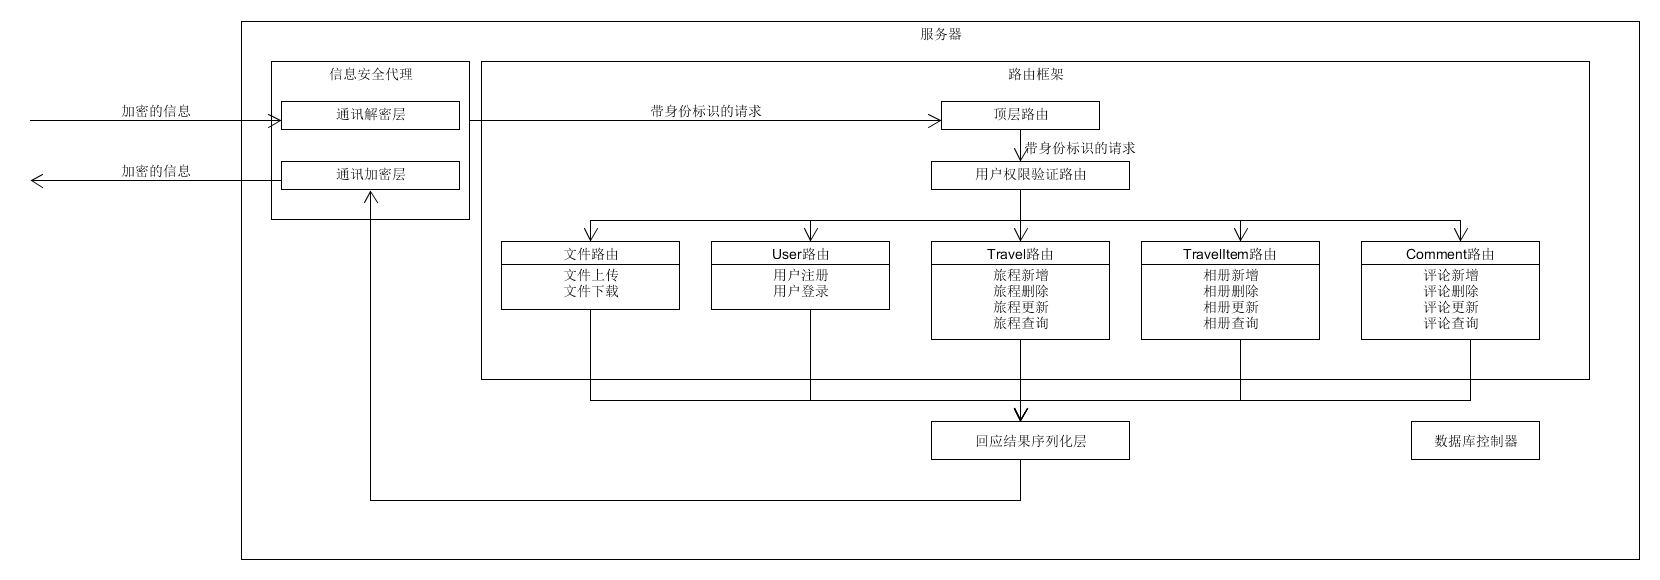 服务器
信息安全代理
路由框架
加密的信息
通讯解密层
带身份标识的请求
顶层路由
带身份标识的请求
加密的信息
通讯加密层
用户权限验证路由
文件路由
文件上传
文件下载
User路由
用户注册
用户登录
Travel路由
旅程新增
旅程删除
旅程更新
旅程查询
TravelItem路由
相册新增
相册删除
相册更新
相册查询
Comment路由
评论新增
评论删除
评论更新
评论查询
回应结果序列化层
数据库控制器